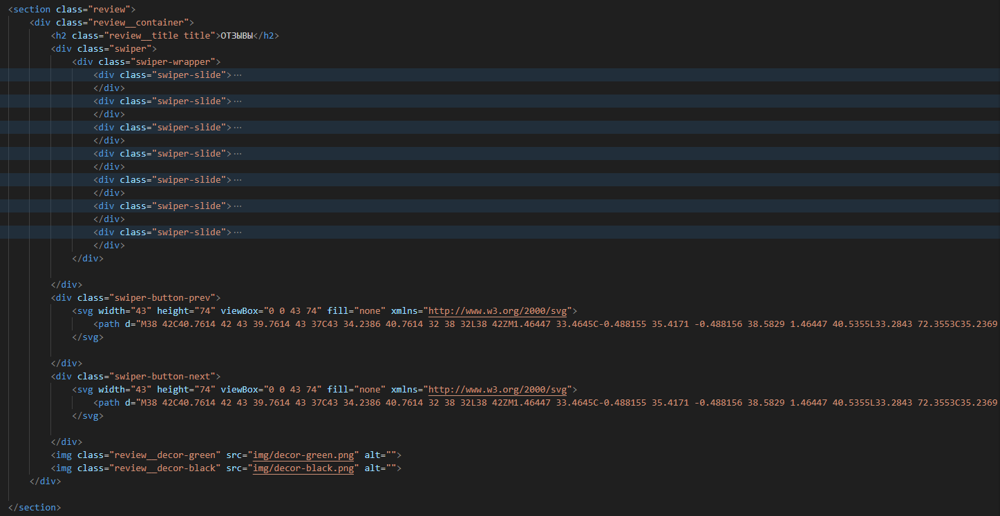 <section class="review">
<div class="review__container">
<h2 class="review__title title">ОТЗЫВЫ</h2>
<div class="swiper">
<div class="swiper-wrapper">
<div class="swiper-slide">···
</div>
<div class="swiper-slide">···
</div>
<div class="swiper-slide">···
</div>
<div class="swiper-slide">···
</div>
<div class="swiper-slide">···
</div>
<div class="swiper-slide">···
</div>
<div class="swiper-slide">···
</div>
</div>
</div>
<div class="swiper-button-prev">
<svg width="43" height="74" viewBox="0 0 43 74" fill="none" xmlns="http://www.w3.org/2000/svg">
<path d="M38 42C40.7614 42 43 39.7614 43 37C43 34.2386 40.7614 32 38 32L38 42ZM1.46447 33.4645C-0.488155 35.4171 -0.488156 38.5829 1.46447 40.5355L33.2843 72.3553C35.2369
</svg>
</div>
<div class="swiper-button-next">
<svg width="43" height="74" viewBox="0 0 43 74" fill="none" xmlns="http://www.w3.org/2000/svg">
<path d="M38 42C40.7614 42 43 39.7614 43 37C43 34.2386 40.7614 32 38 32L38 42ZM1.46447 33.4645C-0.488155 35.4171 -0.488156 38.5829 1.46447 40.5355L33.2843 72.3553C35.2369
</svg>
</div>
<img class="review__decor-green" src="img/decor-green.png" alt="">
<img class="review__decor-black" src="img/decor-black.png" alt="">
</div>
</section>